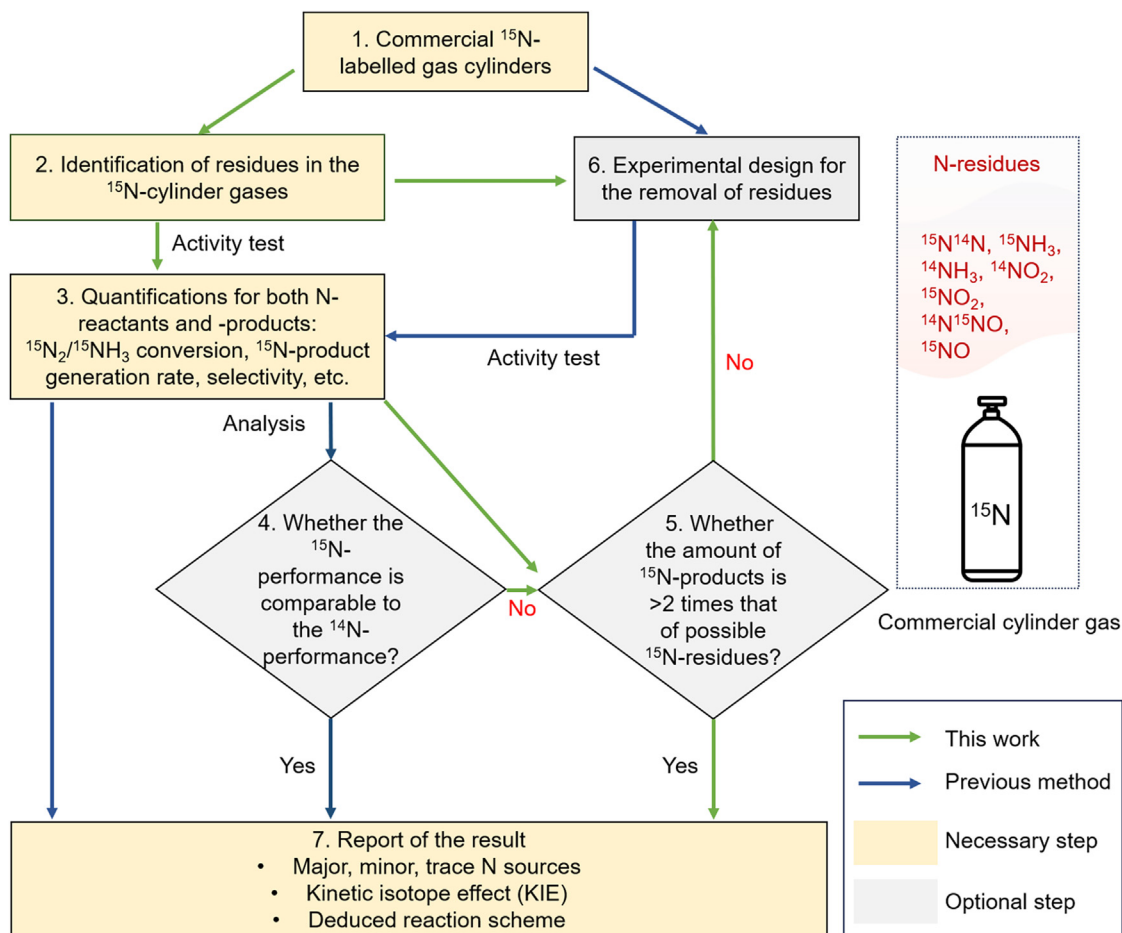 1. Commercial ¹⁵N-
labelled gas cylinders
2. Identification of residues in the
¹⁵N-cylinder gases
6. Experimental design for
the removal of residues
N-residues
¹⁵N¹⁴N, ¹⁵NH₃,
¹⁴NH₃, ¹⁴NO₂,
¹⁵NO₂,
¹⁴N¹⁵NO,
¹⁵NO
Activity test
3. Quantifications for both N-
reactants and -products:
¹⁵N₂/¹⁵NH₃ conversion, ¹⁵N-product
generation rate, selectivity, etc.
Activity test
No
Analysis
4. Whether the
¹⁵N-
performance is
comparable to
the ¹⁴N-
performance?
No
5. Whether
the amount of
¹⁵N-products is
>2 times that
of possible
¹⁵N-residues?
¹⁵N
Commercial cylinder gas
Yes
Yes
7. Report of the result
• Major, minor, trace N sources
• Kinetic isotope effect (KIE)
• Deduced reaction scheme
This work
Previous method
Necessary step
Optional step